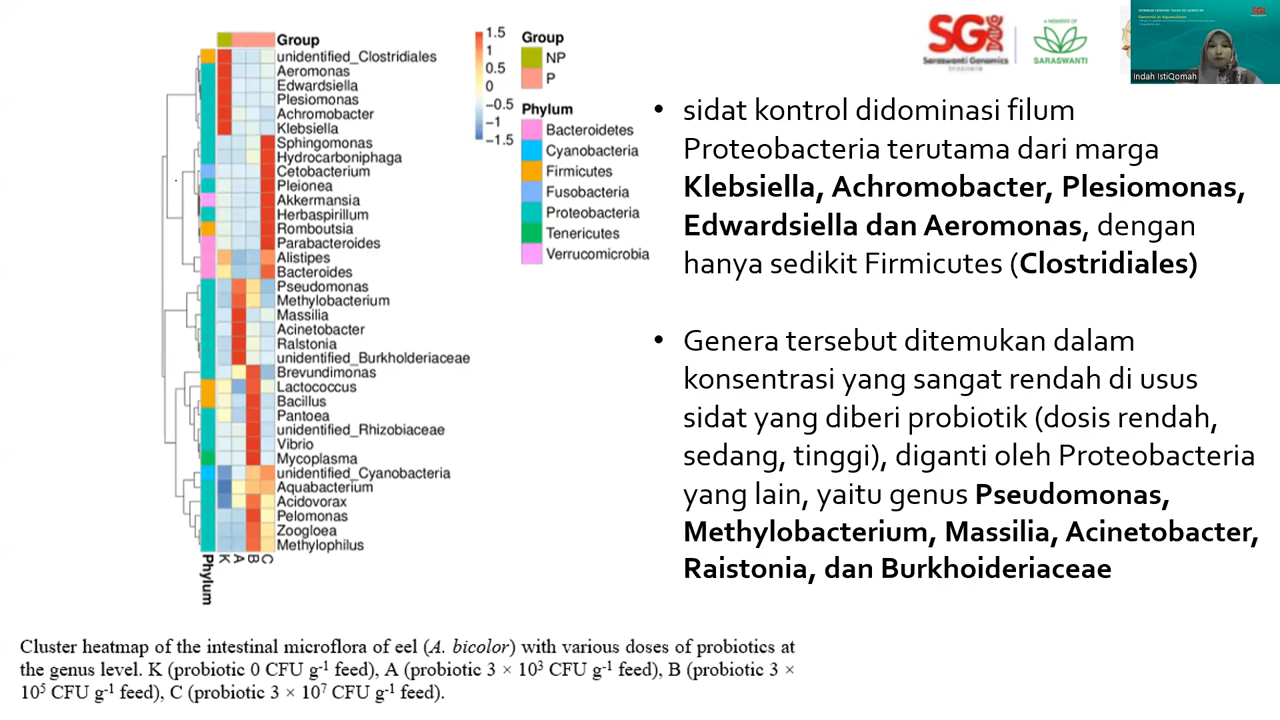 Group
unidentified_Clostridiales
Aeromonas
Edwardsiella
Plesiomonas
Achromobacter
Klebsiella
Sphingomonas
Hydrocarboniphaga
Cetobacterium
Pleionea
Akkermansia
Herbaspirillum
Romboutsia
Parabacteroides
Alistipes
Bacteroides
Pseudomonas
Methylobacterium
Massilia
Acinetobacter
Ralstonia
unidentified_Burkholderiaceae
Brevundimonas
Lactococcus
Bacillus
Pantoea
unidentified_Rhizobiaceae
Vibrio
Mycoplasma
unidentified_Cyanobacteria
Aquabacterium
Acidovorax
Pelomonas
Zoogloea
Methylophilus
K A B C
Phylum
1.5
1
0.5
0
−0.5
−1
−1.5
Group
NP
P
Phylum
Bacteroidetes
Cyanobacteria
Firmicutes
Fusobacteria
Proteobacteria
Tenericutes
Verrucomicrobia
SG
Saraswanti Genomics
A MEMBER OF
SARASWANTI
Indah IstiQomah
• sidat kontrol didominasi filum
Proteobacteria terutama dari marga
Klebsiella, Achromobacter, Plesiomonas,
Edwardsiella dan Aeromonas, dengan
hanya sedikit Firmicutes (Clostridiales)
• Genera tersebut ditemukan dalam
konsentrasi yang sangat rendah di usus
sidat yang diberi probiotik (dosis rendah,
sedang, tinggi), diganti oleh Proteobacteria
yang lain, yaitu genus Pseudomonas,
Methylobacterium, Massilia, Acinetobacter,
Raistonia, dan Burkhoideriaceae
Cluster heatmap of the intestinal microflora of eel (A. bicolor) with various doses of probiotics at
the genus level. K (probiotic 0 CFU g⁻¹ feed), A (probiotic 3 × 10³ CFU g⁻¹ feed), B (probiotic 3 ×
10⁵ CFU g⁻¹ feed), C (probiotic 3 × 10⁷ CFU g⁻¹ feed).